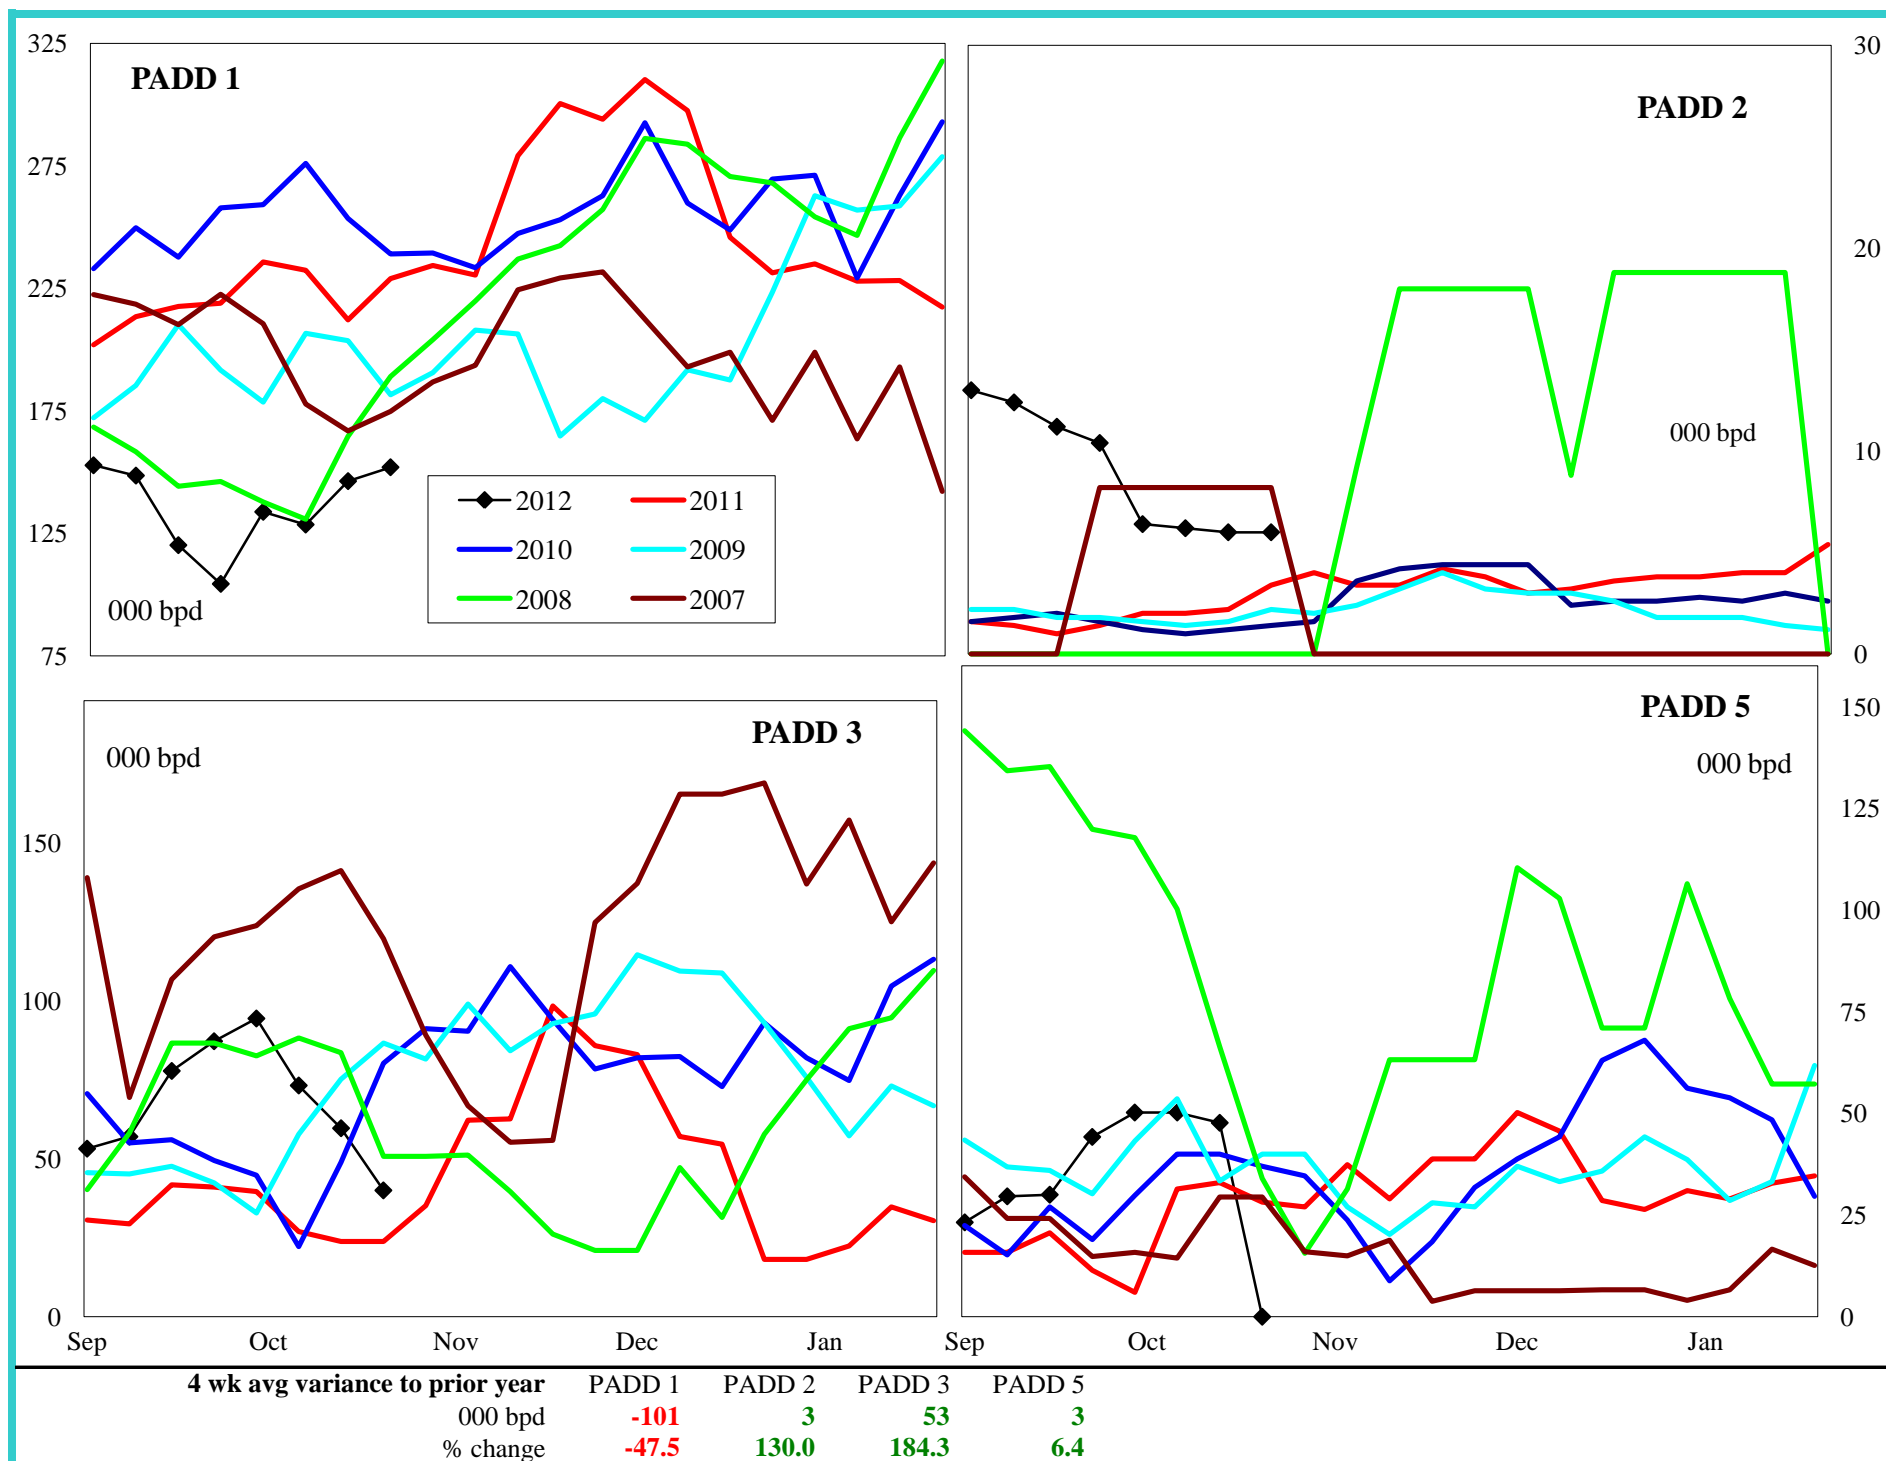 325
275
225
175
125
75
PADD 1
000 bpd
2012 2011
2010 2009
2008 2007
PADD 2
000 bpd
30
20
10
0
PADD 3
000 bpd
150
100
50
0
Sep Oct Nov Dec Jan
PADD 5
000 bpd
150
125
100
75
50
25
0
Sep Oct Nov Dec Jan
4 wk avg variance to prior year PADD 1 PADD 2 PADD 3 PADD 5
000 bpd -101 3 53 3
% change -47.5 130.0 184.3 6.4